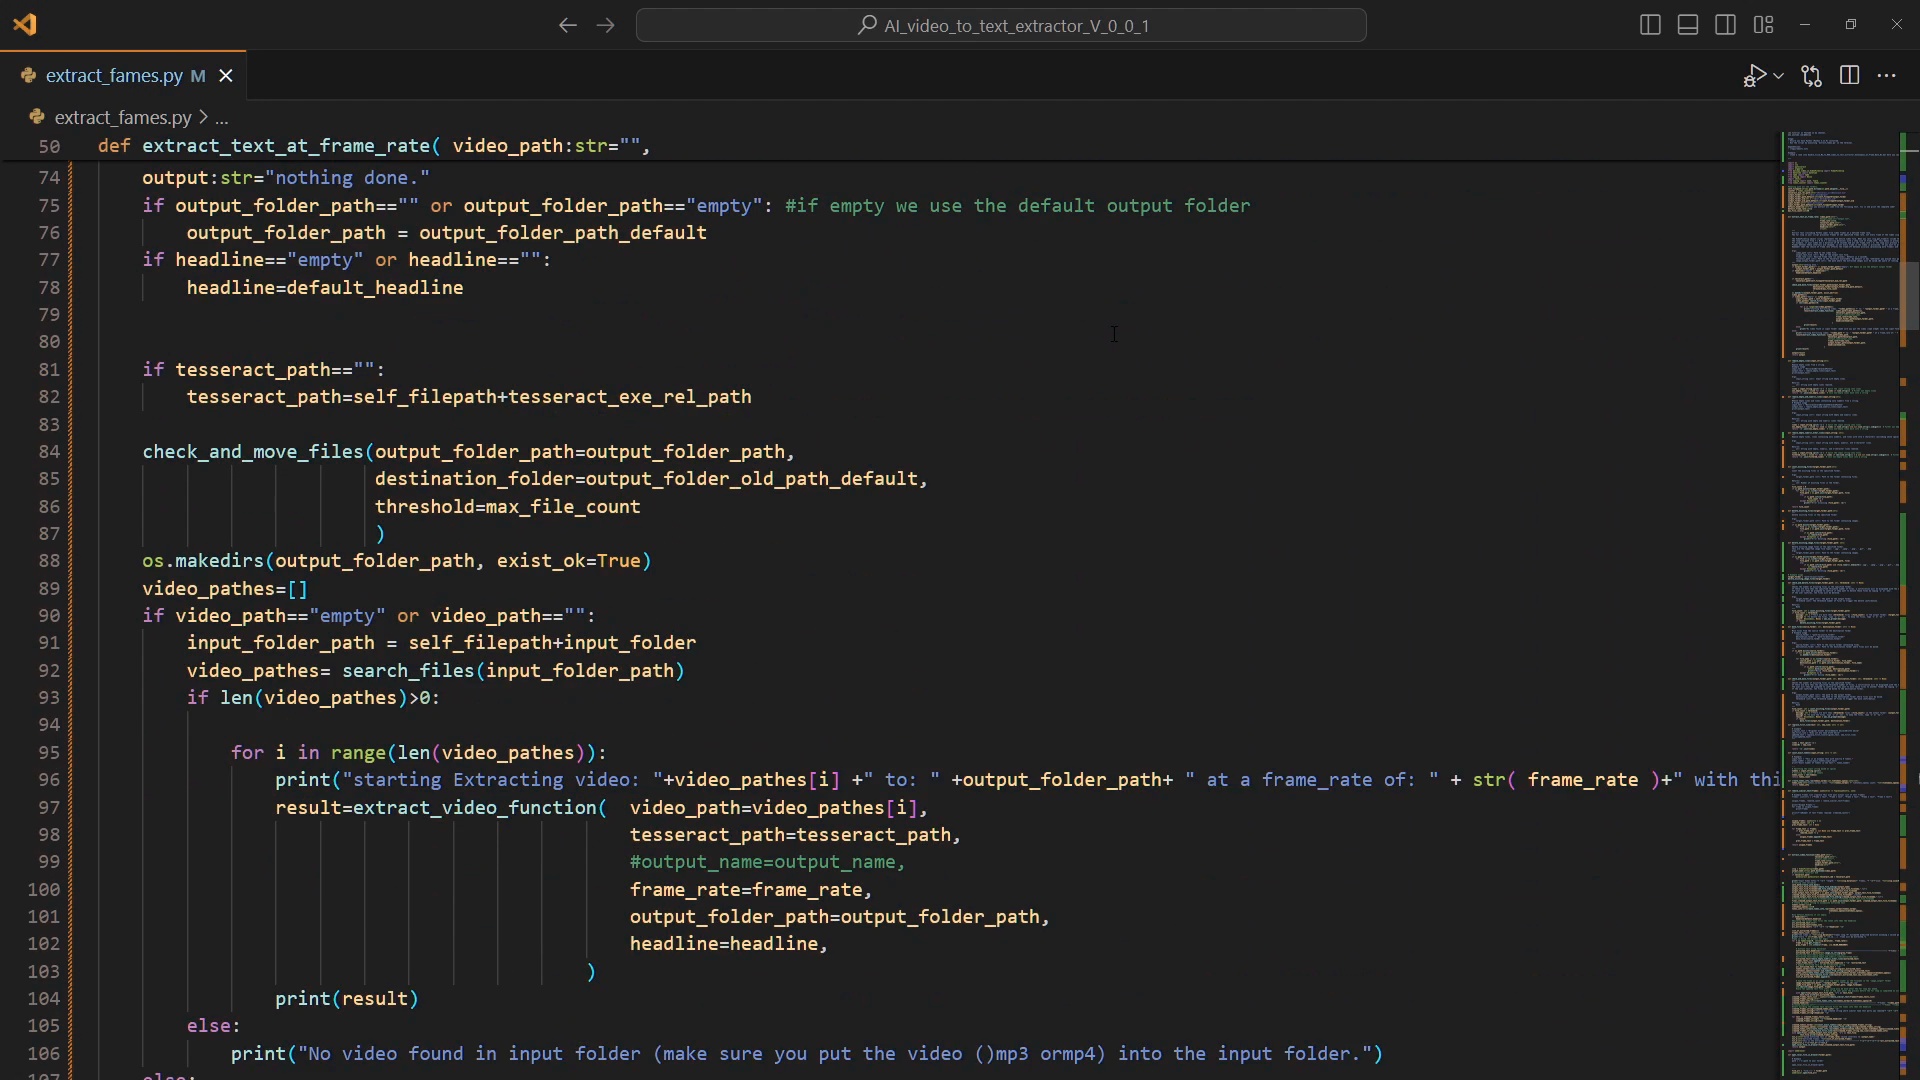 AI_video_to_text_extractor_V_0_0_1
extract_fames.py M
extract_fames.py > ...
50 def extract_text_at_frame_rate( video_path:str="",
74 output:str="nothing done."
75 if output_folder_path=="" or output_folder_path=="empty": #if empty we use the default output folder
76 output_folder_path = output_folder_path_default
77 if headline=="empty" or headline=="":
78 headline=default_headline
79
80
81 if tesseract_path=="":
82 tesseract_path=self_filepath+tesseract_exe_rel_path
83
84 check_and_move_files(output_folder_path=output_folder_path,
85 destination_folder=output_folder_old_path_default,
86 threshold=max_file_count
87 )
88 os.makedirs(output_folder_path, exist_ok=True)
89 video_pathes=[]
90 if video_path=="empty" or video_path=="":
91 input_folder_path = self_filepath+input_folder
92 video_pathes= search_files(input_folder_path)
93 if len(video_pathes)>0:
94
95 for i in range(len(video_pathes)):
96 print("starting Extracting video: "+video_pathes[i] +" to: " +output_folder_path+ " at a frame_rate of: " + str( frame_rate )+" with thi
97 result=extract_video_function( video_path=video_pathes[i],
98 tesseract_path=tesseract_path,
99 #output_name=output_name,
100 frame_rate=frame_rate,
101 output_folder_path=output_folder_path,
102 headline=headline,
103 )
104 print(result)
105 else:
106 print("No video found in input folder (make sure you put the video ()mp3 ormp4) into the input folder.")